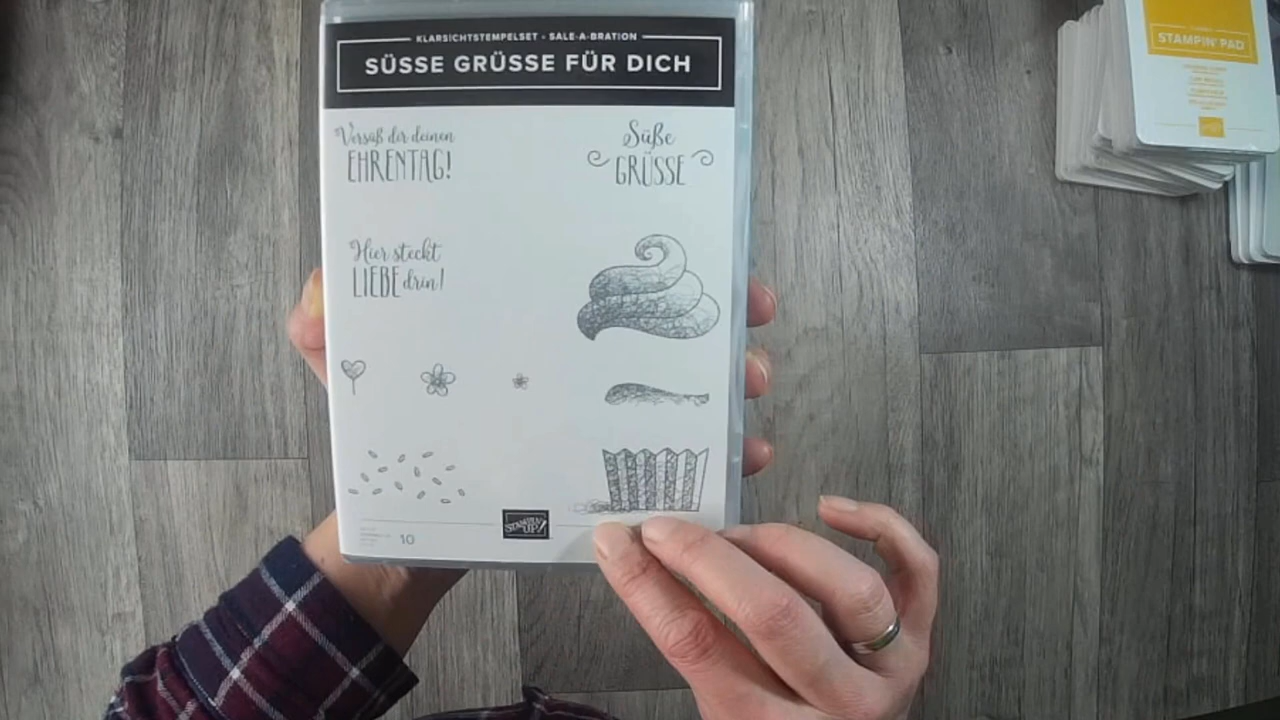 KLARSICHTSTEMPELSET • SALE-A-BRATION
SÜSSE GRÜSSE FÜR DICH
Versüß dir deinen
EHRENTAG!
Süße
GRÜSSE
Hier steckt
LIEBE drin!
STAMPIN' UP!
10
STAMPIN' PAD